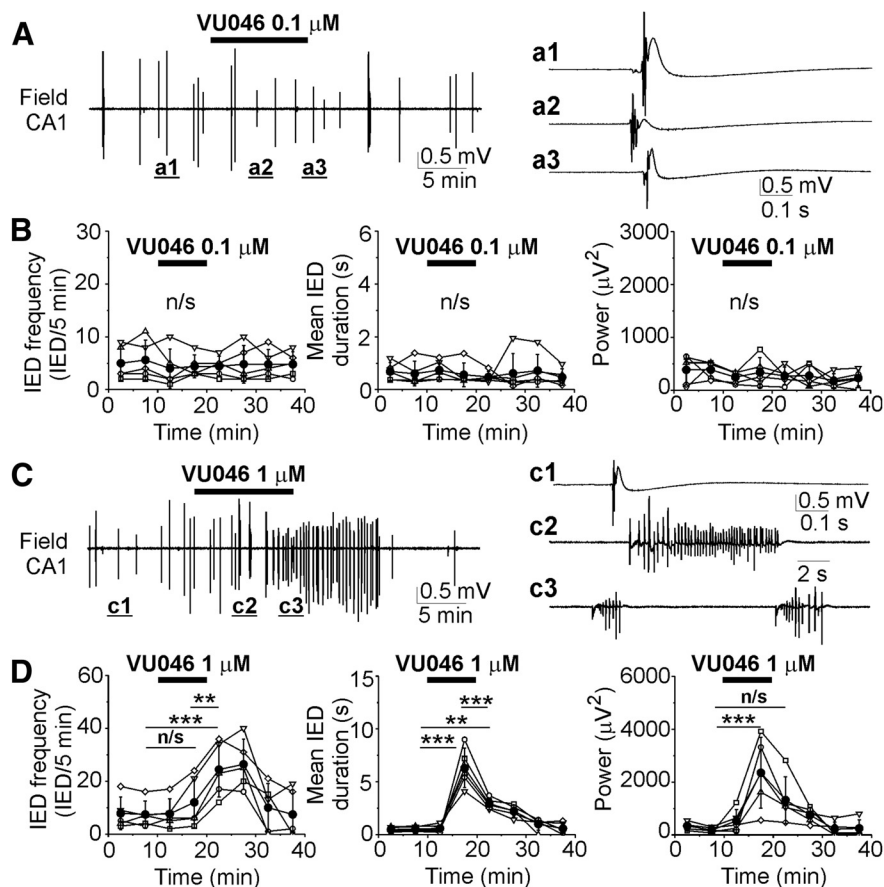 A
VU046 0.1 μM
Field
CA1
a1
a2
a3
0.5 mV
5 min
a1
a2
a3
0.5 mV
0.1 s
B
VU046 0.1 μM
IED frequency
(IED/5 min)
30
20
10
0
n/s
0 10 20 30 40
Time (min)
VU046 0.1 μM
Mean IED
duration (s)
6
4
2
0
n/s
0 10 20 30 40
Time (min)
VU046 0.1 μM
Power (μV²)
3000
2000
1000
0
n/s
0 10 20 30 40
Time (min)
C
VU046 1 μM
Field
CA1
c1
c2
c3
0.5 mV
5 min
c1
0.5 mV
0.1 s
c2
2 s
c3
D
VU046 1 μM
IED frequency
(IED/5 min)
60
40
20
0
**
***
n/s
0 10 20 30 40
Time (min)
VU046 1 μM
Mean IED
duration (s)
15
10
5
0
***
**
***
0 10 20 30 40
Time (min)
VU046 1 μM
Power (μV²)
6000
4000
2000
0
n/s
***
0 10 20 30 40
Time (min)